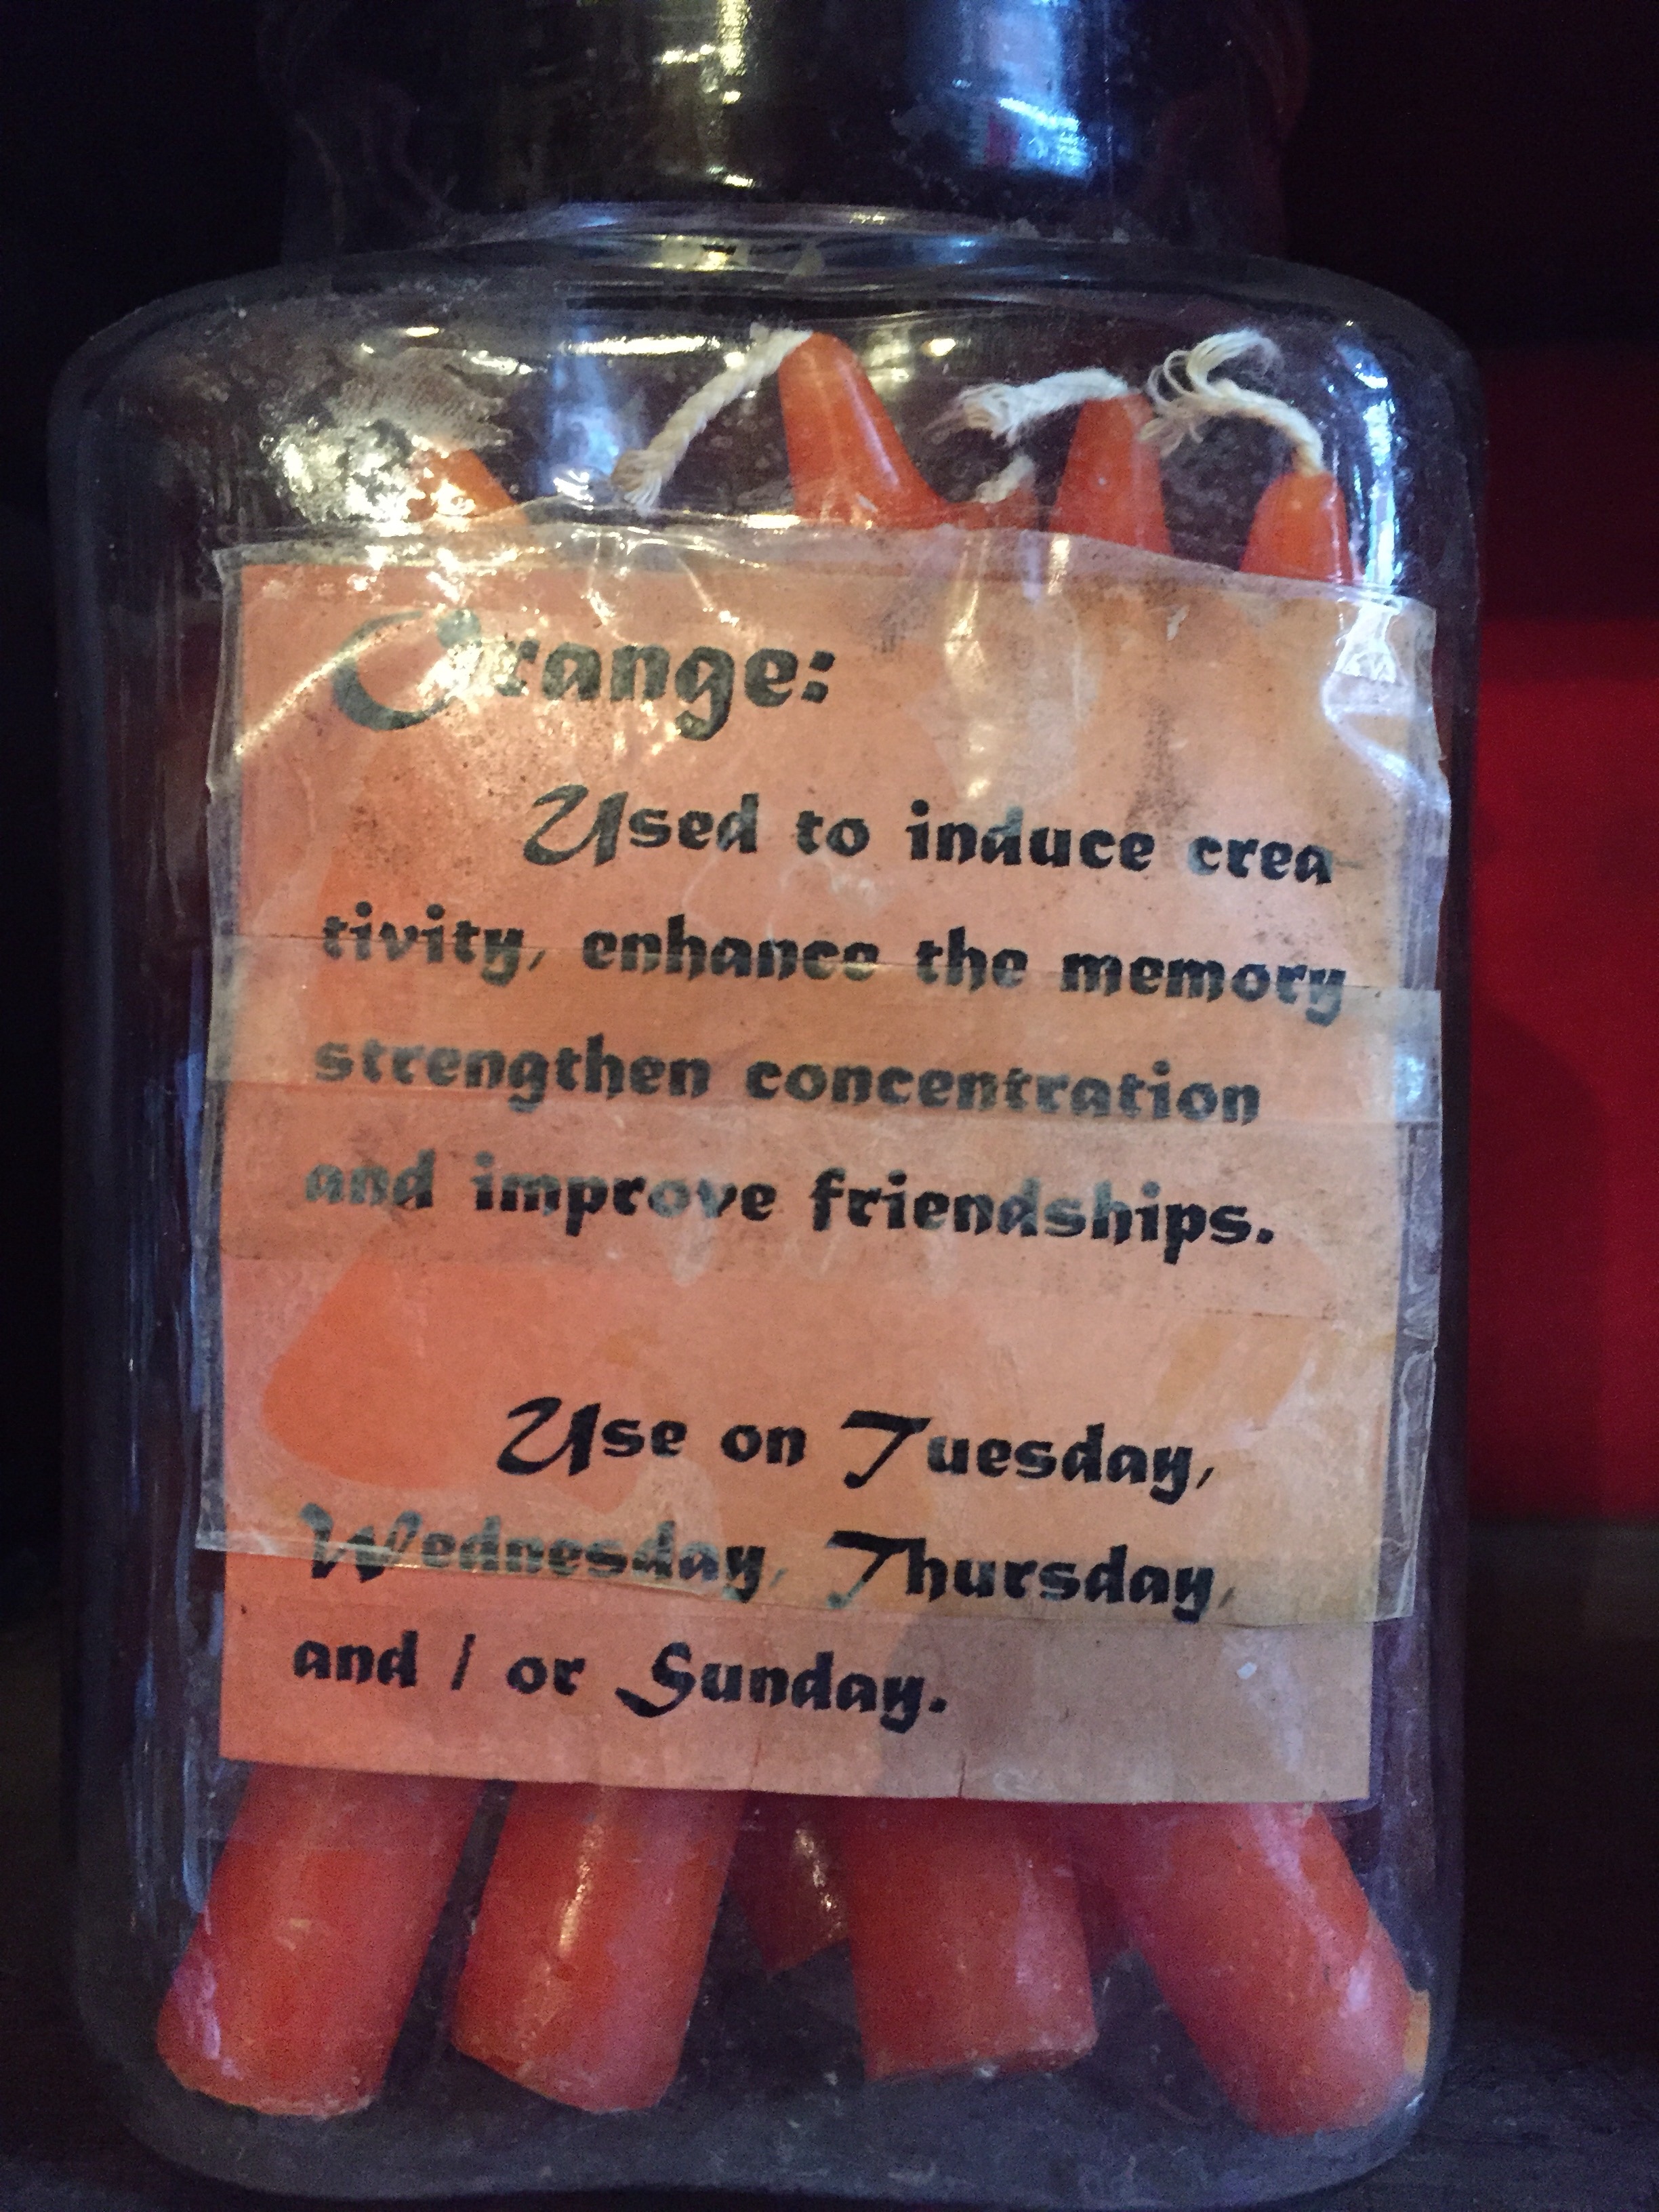 Orange:
Used to induce crea
tivity, enhance the memory
strengthen concentration
and improve friendships.
Use on Tuesday,
Wednesday, Thursday,
and / or Sunday.